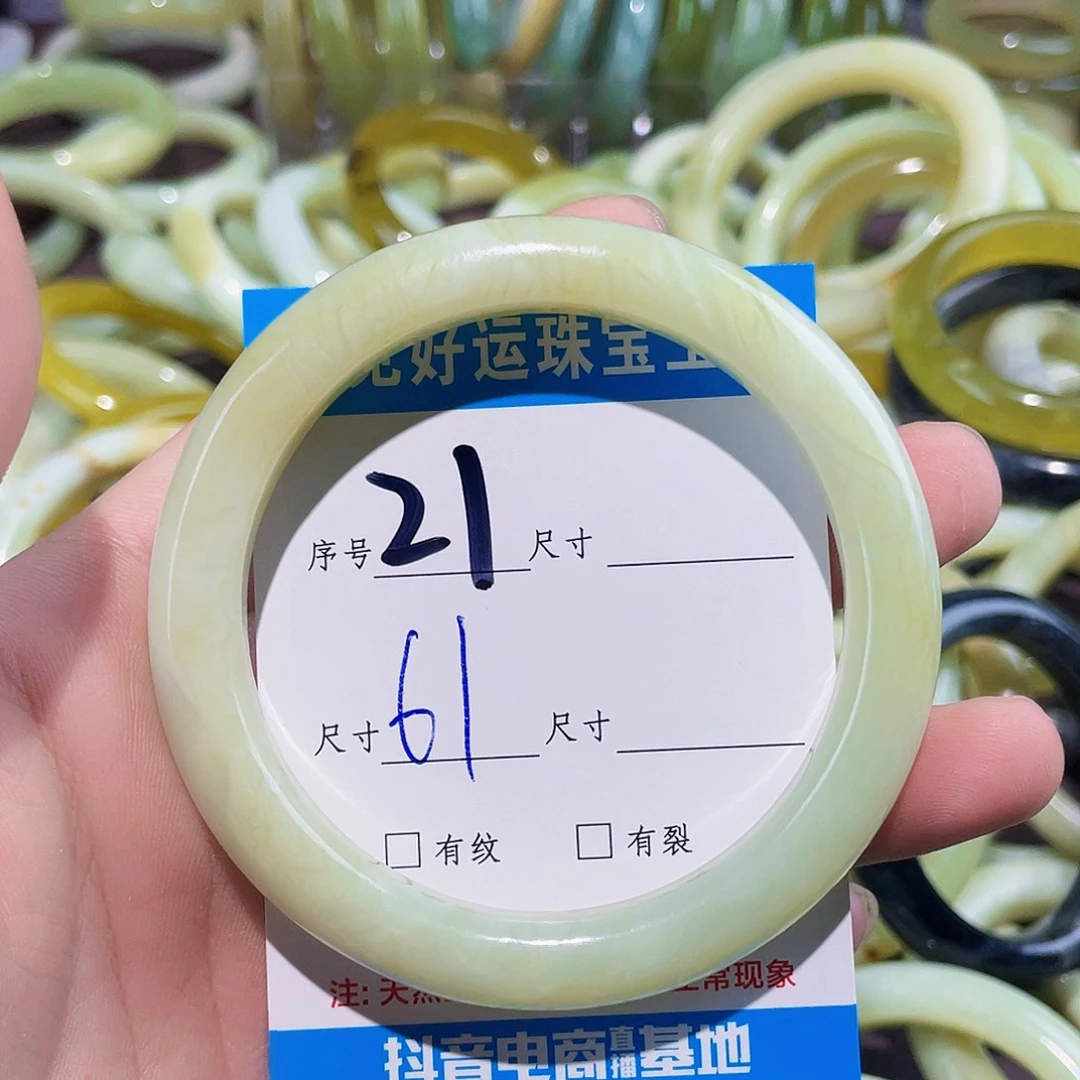 好运珠宝
序号 21 尺寸
尺寸 61 尺寸
□ 有纹 □ 有裂
注: 天然 正常现象
抖音电商直播基地